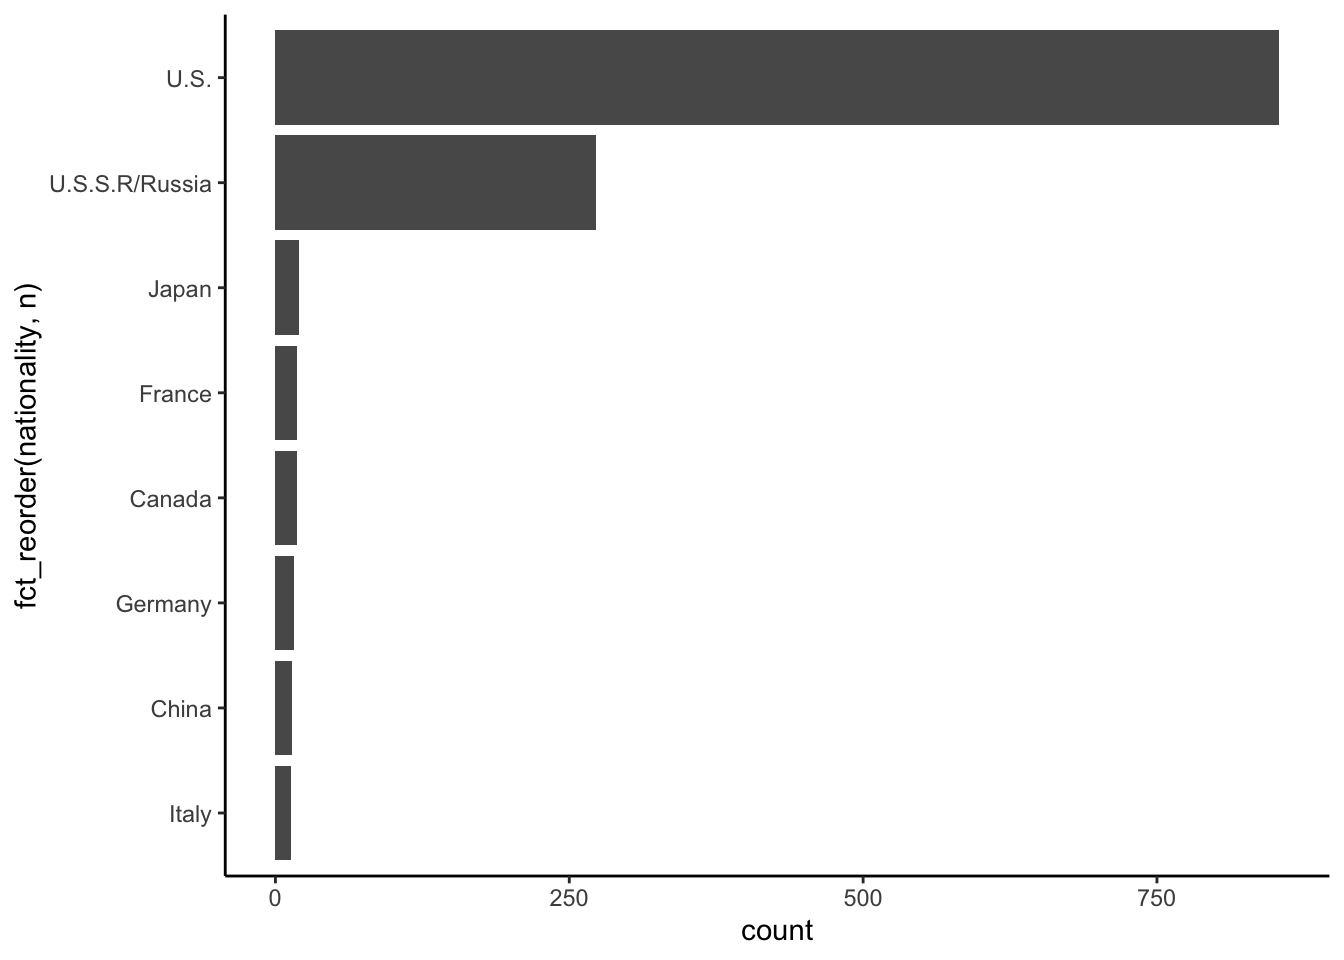 U.S.
U.S.S.R/Russia
Japan
France
Canada
Germany
China
Italy
fct_reorder(nationality, n)
0 250 500 750
count